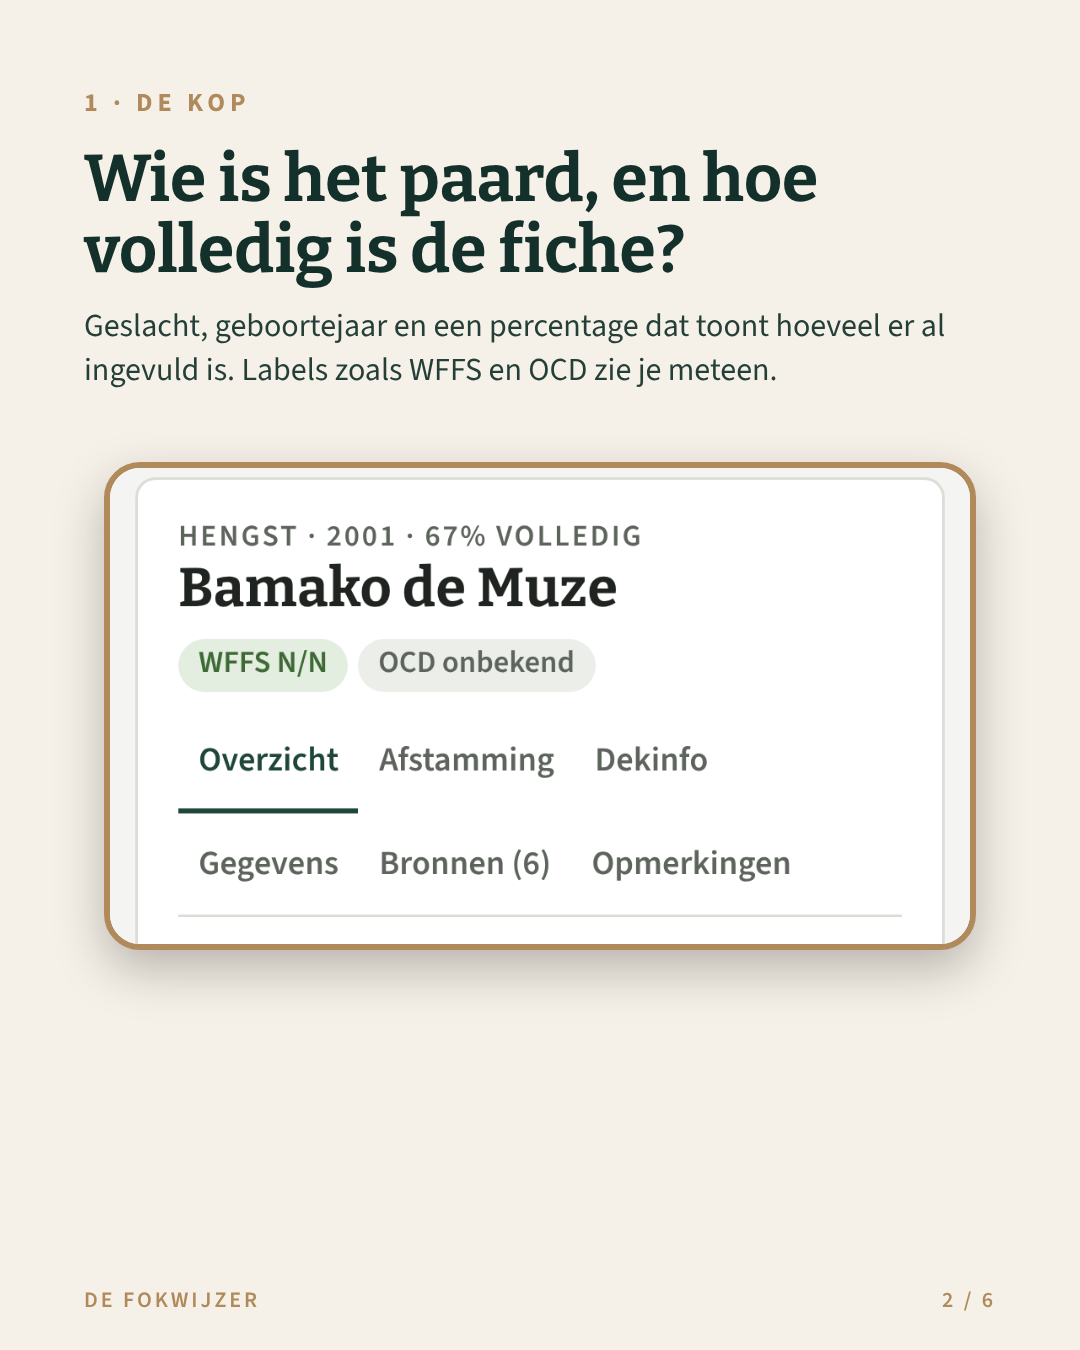 1 · DE KOP
Wie is het paard, en hoe
volledig is de fiche?
Geslacht, geboortejaar en een percentage dat toont hoeveel er al
ingevuld is. Labels zoals WFFS en OCD zie je meteen.
HENGST · 2001 · 67% VOLLEDIG
Bamako de Muze
WFFS N/N OCD onbekend
Overzicht Afstamming Dekinfo
Gegevens Bronnen (6) Opmerkingen
DE FOKWIJZER 2 / 6